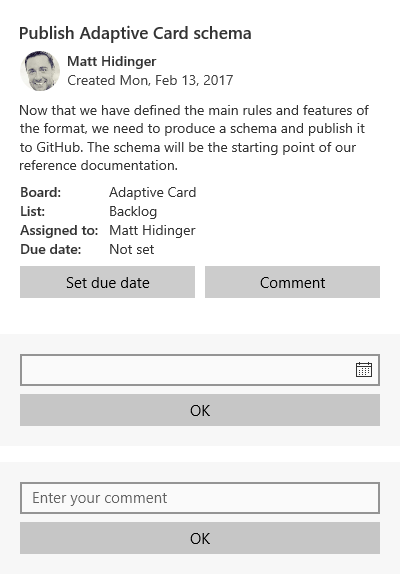 Publish Adaptive Card schema
Matt Hidinger
Created Mon, Feb 13, 2017
Now that we have defined the main rules and features of
the format, we need to produce a schema and publish it
to GitHub. The schema will be the starting point of our
reference documentation.
Board: Adaptive Card
List: Backlog
Assigned to: Matt Hidinger
Due date: Not set
Set due date Comment
OK
Enter your comment
OK